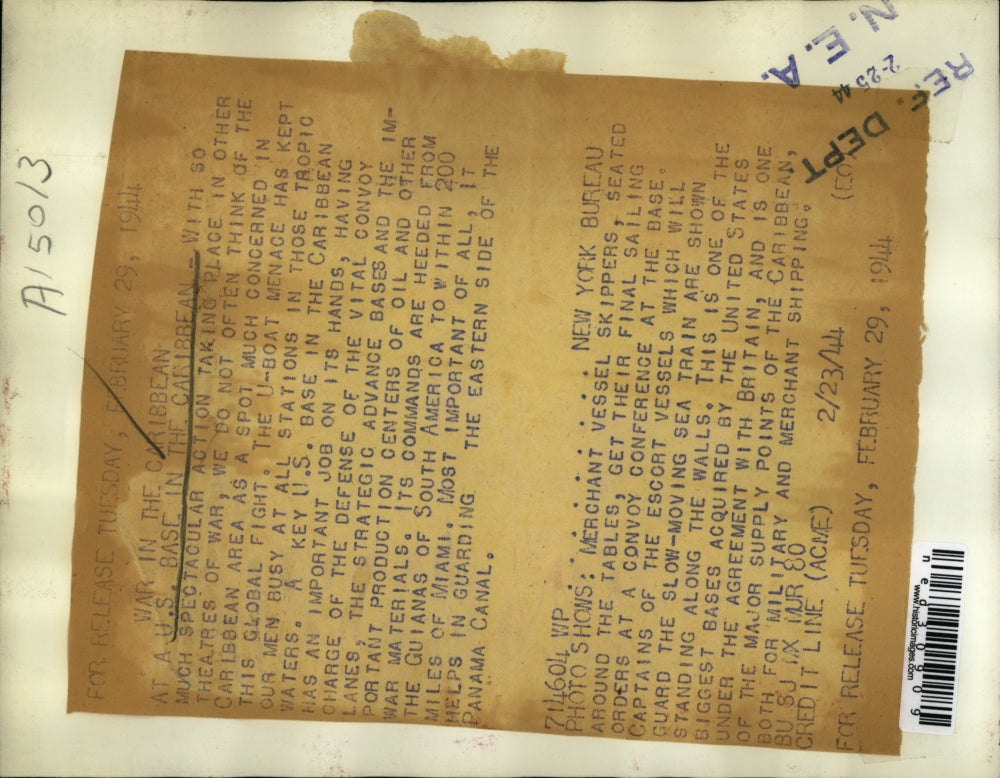 FOR RELEASE TUESDAY, FEBRUARY 29, 1944
WAR IN THE CARIBBEAN
AT A U.S. BASE IN THE CARIBBEAN - WITH SO
MUCH SPECTACULAR ACTION TAKING PLACE IN OTHER
THEATRES OF WAR, WE DO NOT OFTEN THINK OF THE
CARIBBEAN AREA AS A SPOT MUCH CONCERNED IN
THIS GLOBAL FIGHT. THE U-BOAT MENACE HAS KEPT
OUR MEN BUSY AT ALL STATIONS IN THOSE TROPIC
WATERS. A KEY U.S. BASE IN THE CARIBBEAN
HAS AN IMPORTANT JOB ON ITS HANDS, HAVING
CHARGE OF THE DEFENSE OF THE VITAL CONVOY
LANES, THE STRATEGIC ADVANCE BASES AND THE IM-
PORTANT PRODUCTION CENTERS OF OIL AND OTHER
WAR MATERIALS. ITS COMMANDS ARE HEEDED FROM
THE GUIANAS OF SOUTH AMERICA TO WITHIN 200
MILES OF MIAMI. MOST IMPORTANT OF ALL, IT
HELPS IN GUARDING THE EASTERN SIDE OF THE
PANAMA CANAL.
714604 WP
PHOTO SHOWS: . . . . . . . . NEW YORK BUREAU
MERCHANT VESSEL SKIPPERS, SEATED
AROUND THE TABLES, GET THEIR FINAL SAILING
ORDERS AT A CONVOY CONFERENCE AT THE BASE.
CAPTAINS OF THE ESCORT VESSELS WHICH WILL
GUARD THE SLOW-MOVING SEA TRAIN ARE SHOWN
STANDING ALONG THE WALLS. THIS IS ONE OF THE
BIGGEST BASES ACQUIRED BY THE UNITED STATES
UNDER THE AGREEMENT WITH BRITAIN, AND IS ONE
OF THE MAJOR SUPPLY POINTS OF THE CARIBBEAN,
BOTH FOR MILITARY AND MERCHANT SHIPPING.
BU SJ MX MJR 80
CREDIT LINE (ACME) 2/23/44
FOR RELEASE TUESDAY, FEBRUARY 29, 1944
A15013
REF. DEPT
2-25 44
N. E. A.
www.historicimages.com
ned30909